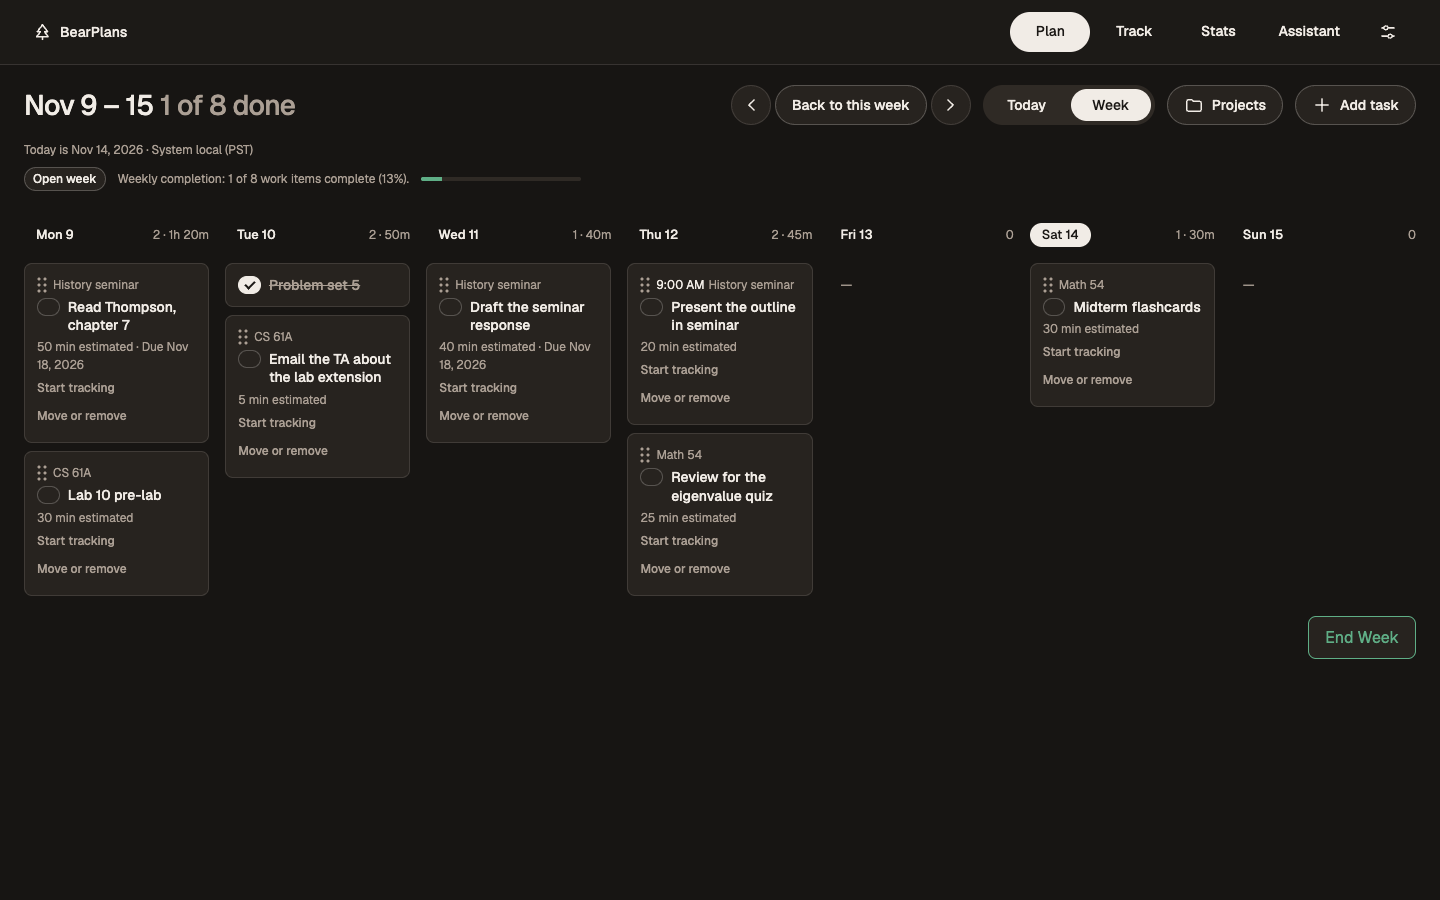 BearPlans
Plan
Track
Stats
Assistant
Nov 9 – 15 1 of 8 done
Back to this week
Today
Week
Projects
Add task
Today is Nov 14, 2026 · System local (PST)
Open week
Weekly completion: 1 of 8 work items complete (13%).
Mon 9
2 · 1h 20m
History seminar
Read Thompson,
chapter 7
50 min estimated · Due Nov
18, 2026
Start tracking
Move or remove
CS 61A
Lab 10 pre-lab
30 min estimated
Start tracking
Move or remove
Tue 10
2 · 50m
Problem set 5
CS 61A
Email the TA about
the lab extension
5 min estimated
Start tracking
Move or remove
Wed 11
1 · 40m
History seminar
Draft the seminar
response
40 min estimated · Due Nov
18, 2026
Start tracking
Move or remove
Thu 12
2 · 45m
9:00 AM History seminar
Present the outline
in seminar
20 min estimated
Start tracking
Move or remove
Math 54
Review for the
eigenvalue quiz
25 min estimated
Start tracking
Move or remove
Fri 13
0
—
Sat 14
1 · 30m
Math 54
Midterm flashcards
30 min estimated
Start tracking
Move or remove
Sun 15
0
—
End Week